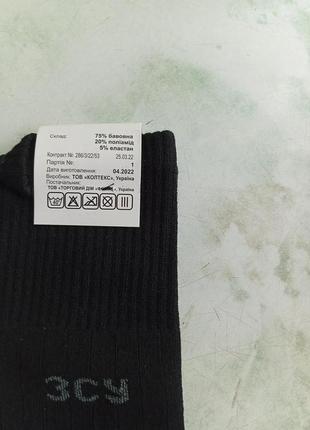 Склад: 75% бавовна
20% поліамід
5% еластан
Контракт № 286/3/22/53 25.03.22
Партія № 1
Дата виготовлення 04.2022
Виробник: ТОВ «КОЛТЕКС», Україна
Постачальник:
ТОВ «ТОРГОВИЙ ДІМ Україна
ЗСУ